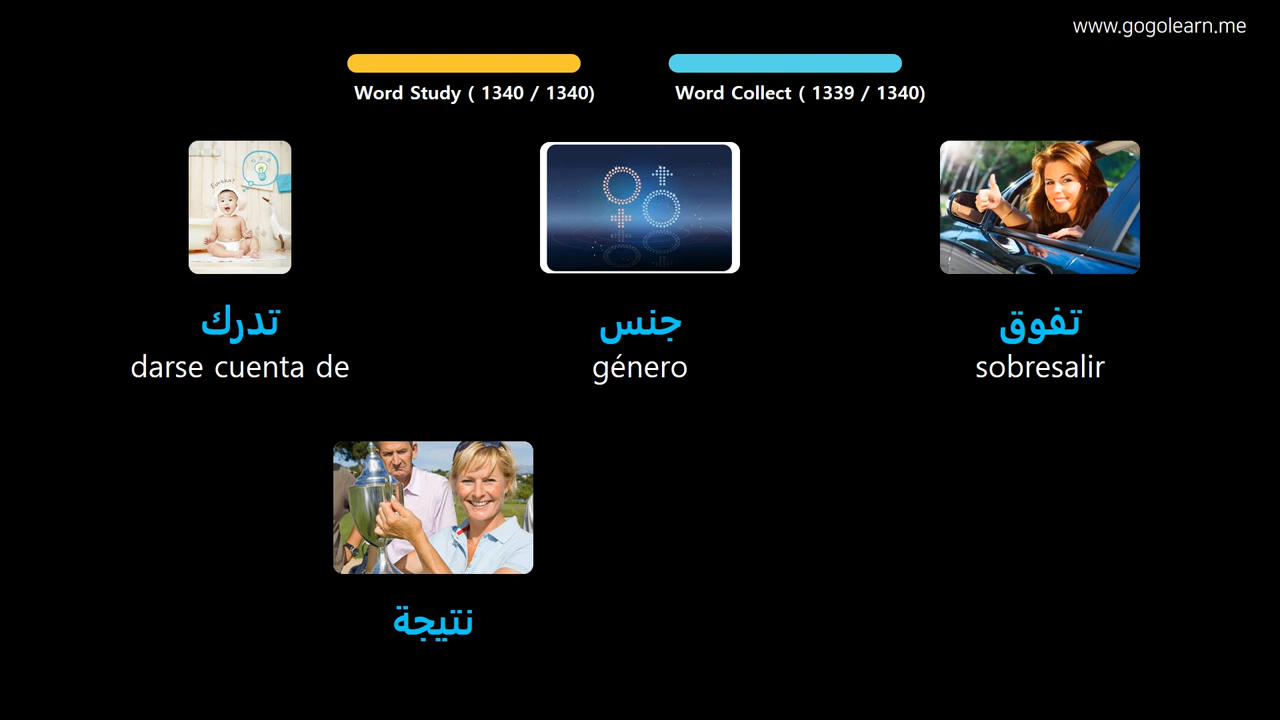 www.gogolearn.me
Word Study ( 1340 / 1340)
Word Collect ( 1339 / 1340)
Eureka!
تدرك
darse cuenta de
جنس
género
تفوق
sobresalir
نتيجة